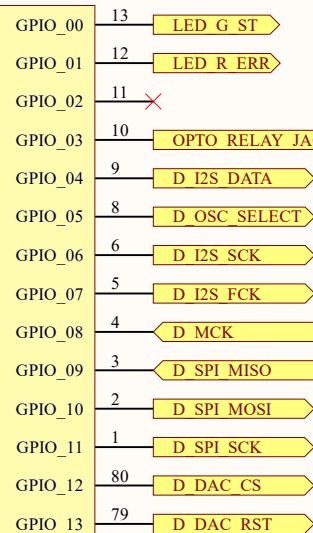 GPIO_00 13 LED_G_ST
GPIO_01 12 LED_R_ERR
GPIO_02 11
GPIO_03 10 OPTO_RELAY_JA
GPIO_04 9 D_I2S_DATA
GPIO_05 8 D_OSC_SELECT
GPIO_06 6 D_I2S_SCK
GPIO_07 5 D_I2S_FCK
GPIO_08 4 D_MCK
GPIO_09 3 D_SPI_MISO
GPIO_10 2 D_SPI_MOSI
GPIO_11 1 D_SPI_SCK
GPIO_12 80 D_DAC_CS
GPIO_13 79 D_DAC_RST